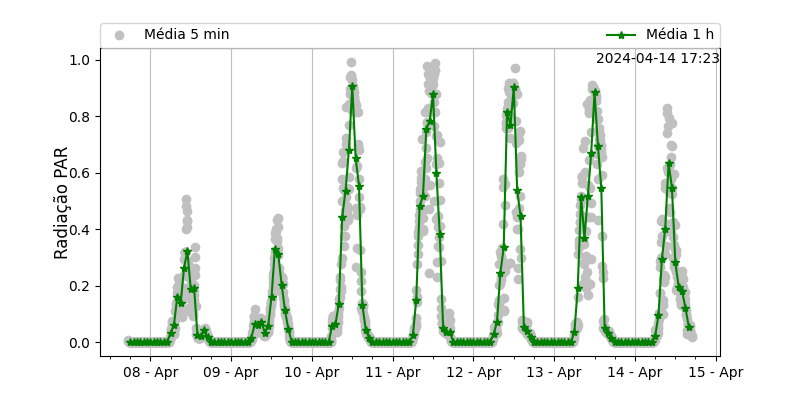 Média 5 min
Média 1 h
2024-04-14 17:23
1.0
0.8
0.6
0.4
0.2
0.0
Radiação PAR
08 - Apr
09 - Apr
10 - Apr
11 - Apr
12 - Apr
13 - Apr
14 - Apr
15 - Apr